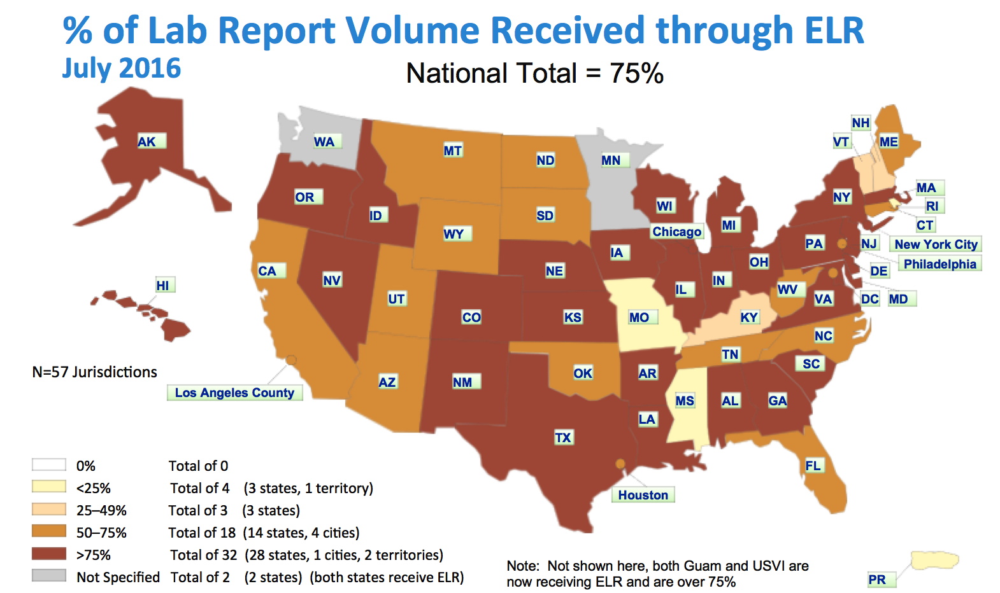 % of Lab Report Volume Received through ELR
July 2016
National Total = 75%
AK
WA
MT
ND
MN
NH
VT
ME
OR
ID
SD
WI
NY
MA
RI
CT
WY
Chicago
MI
PA
NJ
New York City
Philadelphia
CA
NV
NE
IA
OH
DE
HI
UT
CO
KS
MO
IL
IN
WV
VA
DC
MD
KY
NC
N=57 Jurisdictions
Los Angeles County
AZ
NM
OK
AR
TN
SC
MS
AL
GA
LA
TX
FL
Houston
0% Total of 0
<25% Total of 4 (3 states, 1 territory)
25–49% Total of 3 (3 states)
50–75% Total of 18 (14 states, 4 cities)
>75% Total of 32 (28 states, 1 cities, 2 territories)
Not Specified Total of 2 (2 states) (both states receive ELR)
Note: Not shown here, both Guam and USVI are
now receiving ELR and are over 75%
PR